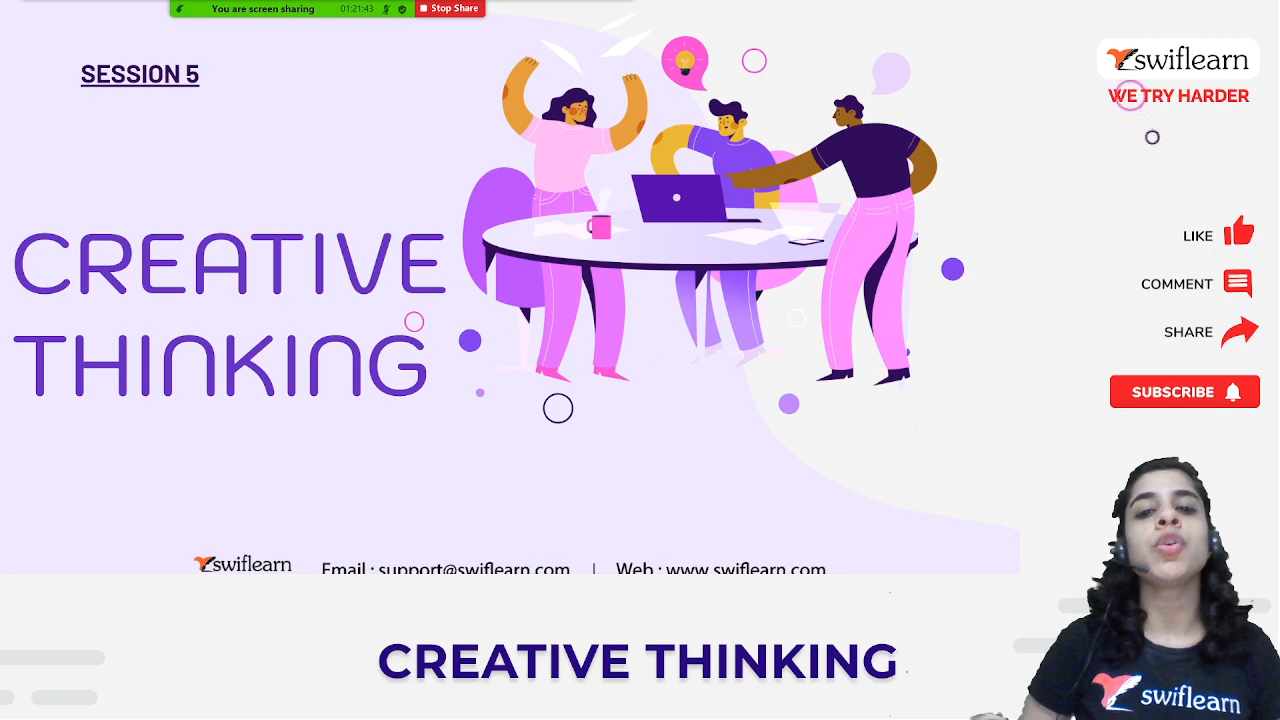 You are screen sharing 01:21:43 Stop Share
SESSION 5
swiflearn
WE TRY HARDER
CREATIVE
THINKING
LIKE
COMMENT
SHARE
SUBSCRIBE
swiflearn Email : support@swiflearn.com | Web : www.swiflearn.com
CREATIVE THINKING
swiflearn